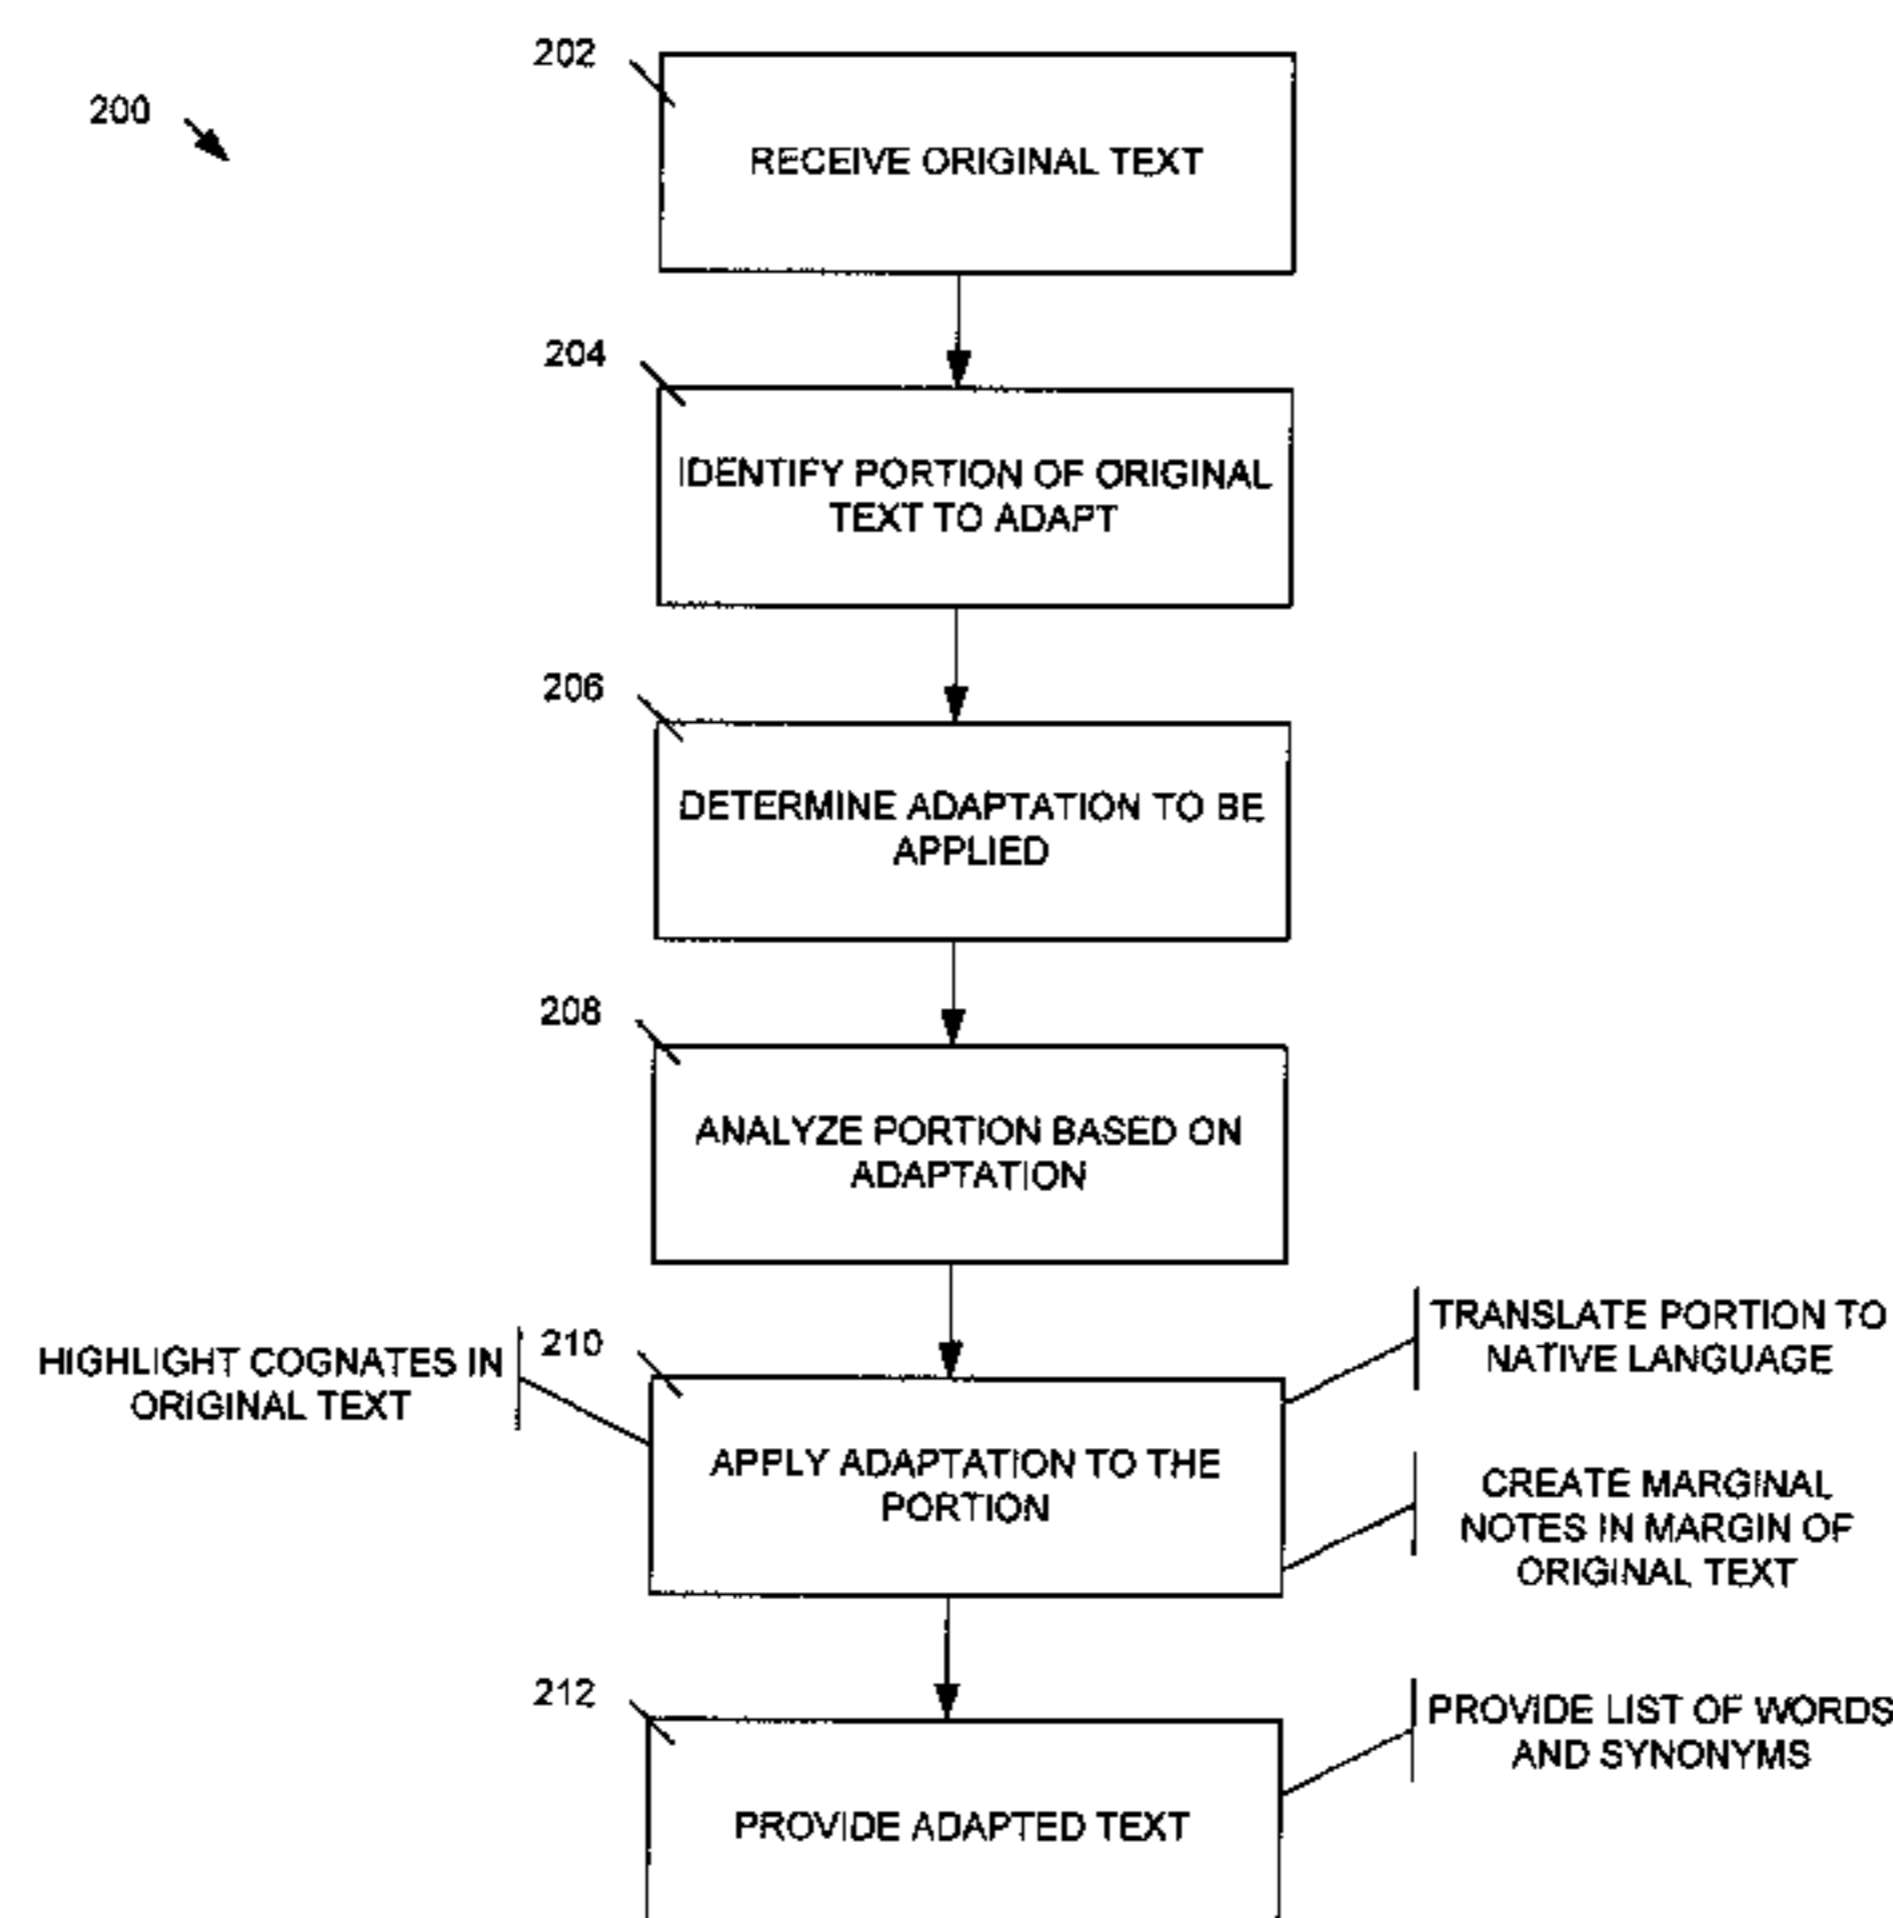 200
202
RECEIVE ORIGINAL TEXT
204
IDENTIFY PORTION OF ORIGINAL
TEXT TO ADAPT
206
DETERMINE ADAPTATION TO BE
APPLIED
208
ANALYZE PORTION BASED ON
ADAPTATION
HIGHLIGHT COGNATES IN
ORIGINAL TEXT
210
APPLY ADAPTATION TO THE
PORTION
TRANSLATE PORTION TO
NATIVE LANGUAGE
CREATE MARGINAL
NOTES IN MARGIN OF
ORIGINAL TEXT
212
PROVIDE ADAPTED TEXT
PROVIDE LIST OF WORDS
AND SYNONYMS